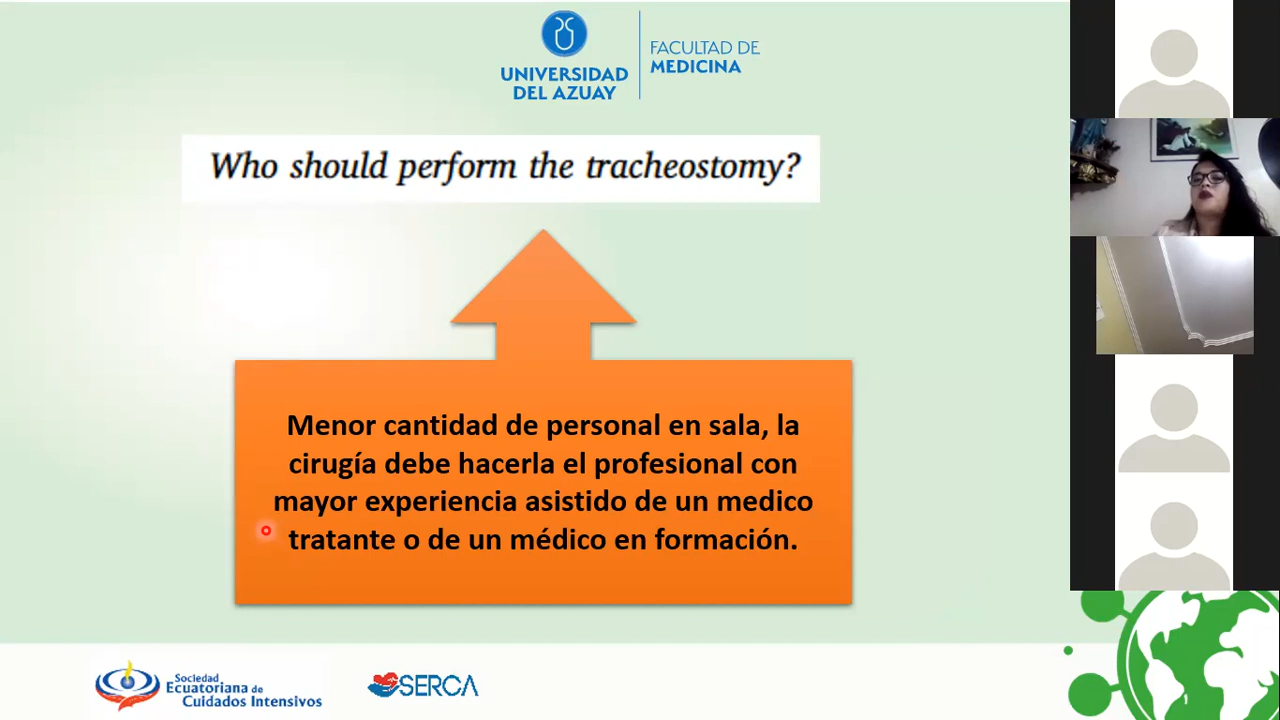 UNIVERSIDAD
DEL AZUAY
FACULTAD DE
MEDICINA
Who should perform the tracheostomy?
Menor cantidad de personal en sala, la
cirugía debe hacerla el profesional con
mayor experiencia asistido de un medico
tratante o de un médico en formación.
Sociedad
Ecuatoriana de
Cuidados Intensivos
SERCA